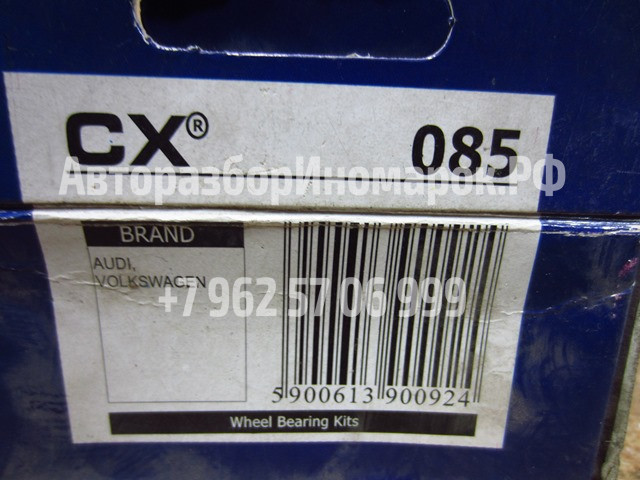 CX® 085
АвторазборИномарок.РФ
BRAND
AUDI,
VOLKSWAGEN
+7 962 57 06 999
5 900613 900924
Wheel Bearing Kits